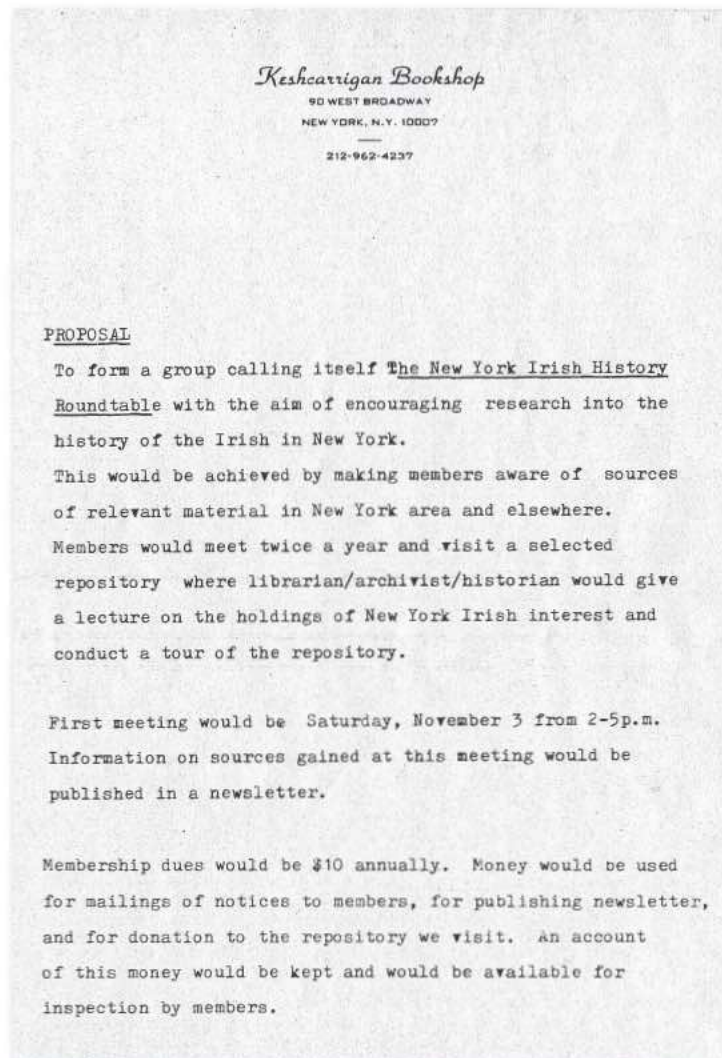 Keshcarrigan Bookshop
90 WEST BROADWAY
NEW YORK, N.Y. 10007
212-962-4237
PROPOSAL
To form a group calling itself The New York Irish History
Roundtable with the aim of encouraging research into the
history of the Irish in New York.
This would be achieved by making members aware of sources
of relevant material in New York area and elsewhere.
Members would meet twice a year and visit a selected
repository where librarian/archivist/historian would give
a lecture on the holdings of New York Irish interest and
conduct a tour of the repository.
First meeting would be Saturday, November 3 from 2-5p.m.
Information on sources gained at this meeting would be
published in a newsletter.
Membership dues would be $10 annually. Money would be used
for mailings of notices to members, for publishing newsletter,
and for donation to the repository we visit. An account
of this money would be kept and would be available for
inspection by members.